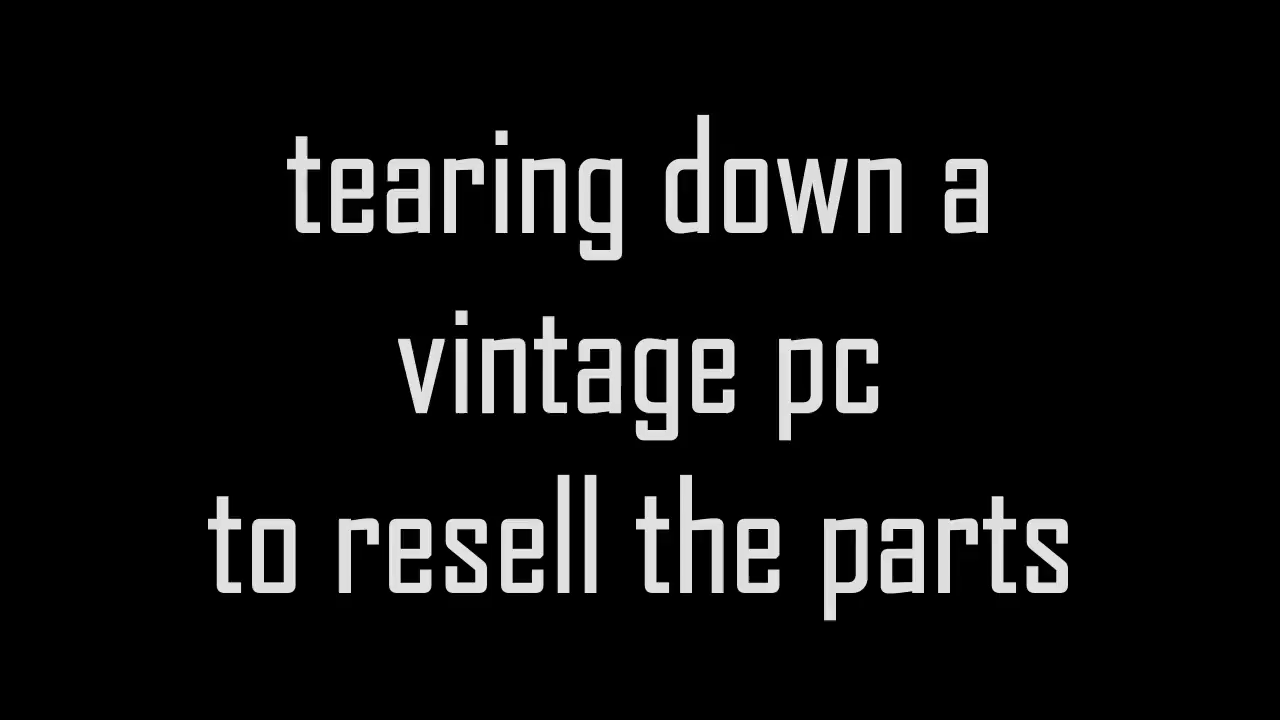 tearing down a
vintage pc
to resell the parts